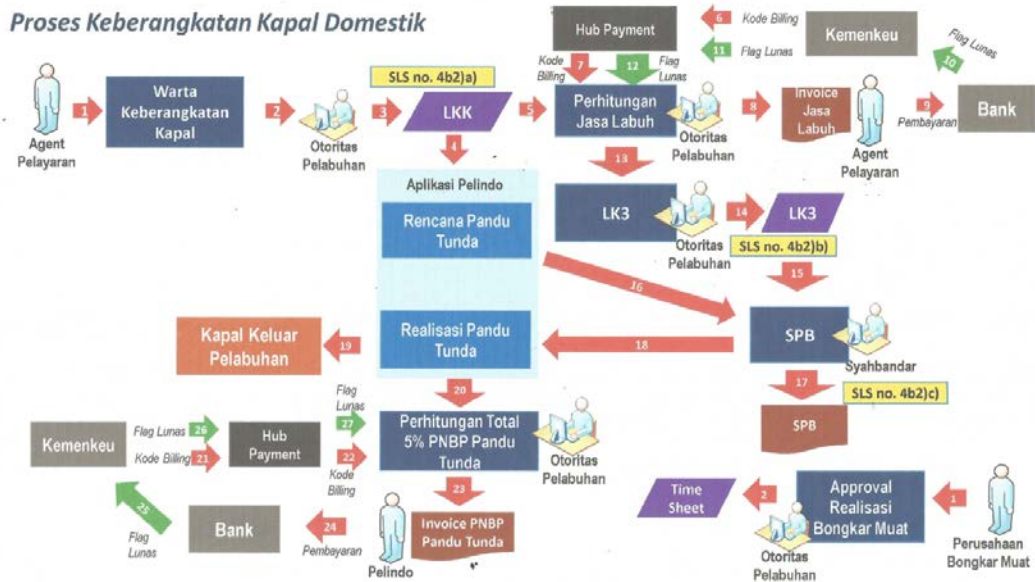 Proses Keberangkatan Kapal Domestik
Agent
Pelayaran
1
Warta
Keberangkatan
Kapal
2
Otoritas
Pelabuhan
3
SLS no. 4b2)a)
LKK
4
5
Hub Payment
6
Kode Billing
11
Flag Lunas
Kemenkeu
Flag Lunas
10
Kode
Billing
7
12
Flag
Lunas
Perhitungan
Jasa Labuh
Otoritas
Pelabuhan
8
Invoice
Jasa
Labuh
Agent
Pelayaran
9
Pembayaran
Bank
13
LK3
Otoritas
Pelabuhan
14
LK3
SLS no. 4b2)b)
15
Aplikasi Pelindo
Rencana Pandu
Tunda
16
Realisasi Pandu
Tunda
18
SPB
Syahbandar
17
SLS no. 4b2)c)
SPB
19
Kapal Keluar
Pelabuhan
20
Perhitungan Total
5% PNBP Pandu
Tunda
Otoritas
Pelabuhan
Flag
Lunas
27
22
Kode
Billing
Hub
Payment
Flag Lunas
26
Kode Billing
21
Kemenkeu
25
Flag
Lunas
Bank
24
Pembayaran
Pelindo
23
Invoice PNBP
Pandu Tunda
Time
Sheet
2
Approval
Realisasi
Bongkar Muat
Otoritas
Pelabuhan
1
Perusahaan
Bongkar Muat